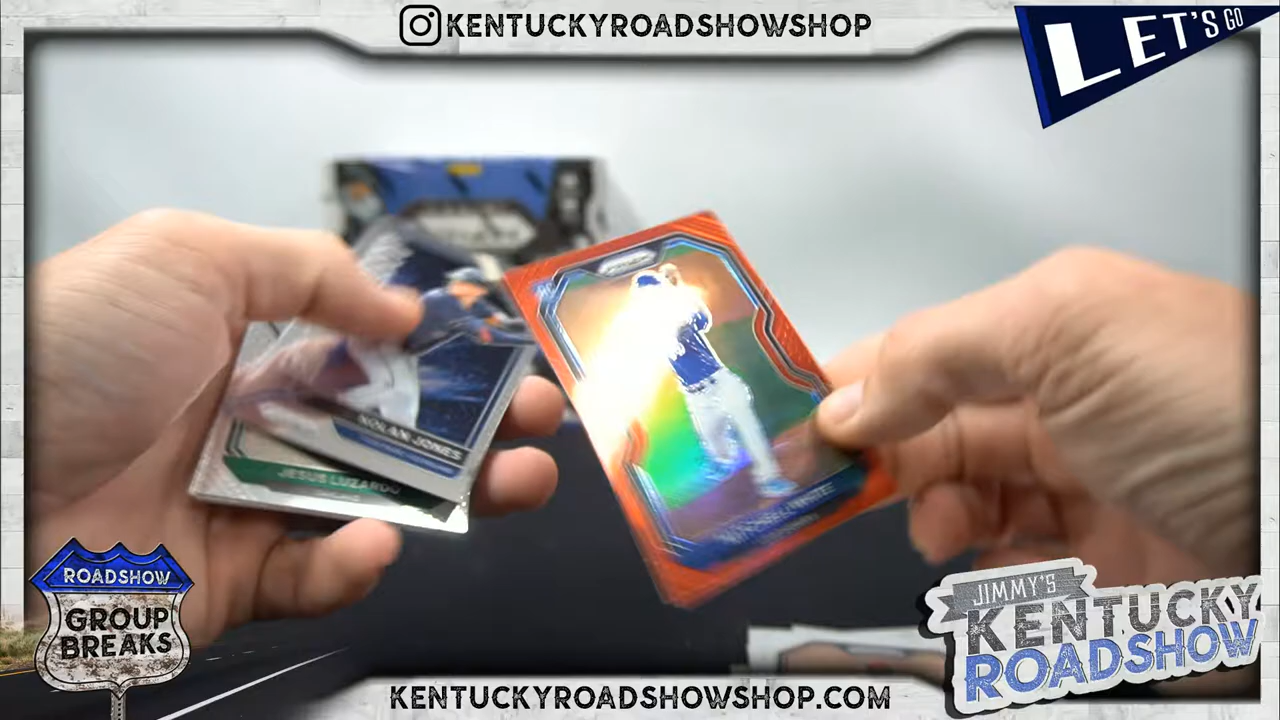 KENTUCKYROADSHOWSHOP
LET'S GO
NOLAN JONES
JESUS LUZARDO
ROADSHOW
GROUP
BREAKS
JIMMY'S
KENTUCKY
ROADSHOW
KENTUCKYROADSHOWSHOP.COM